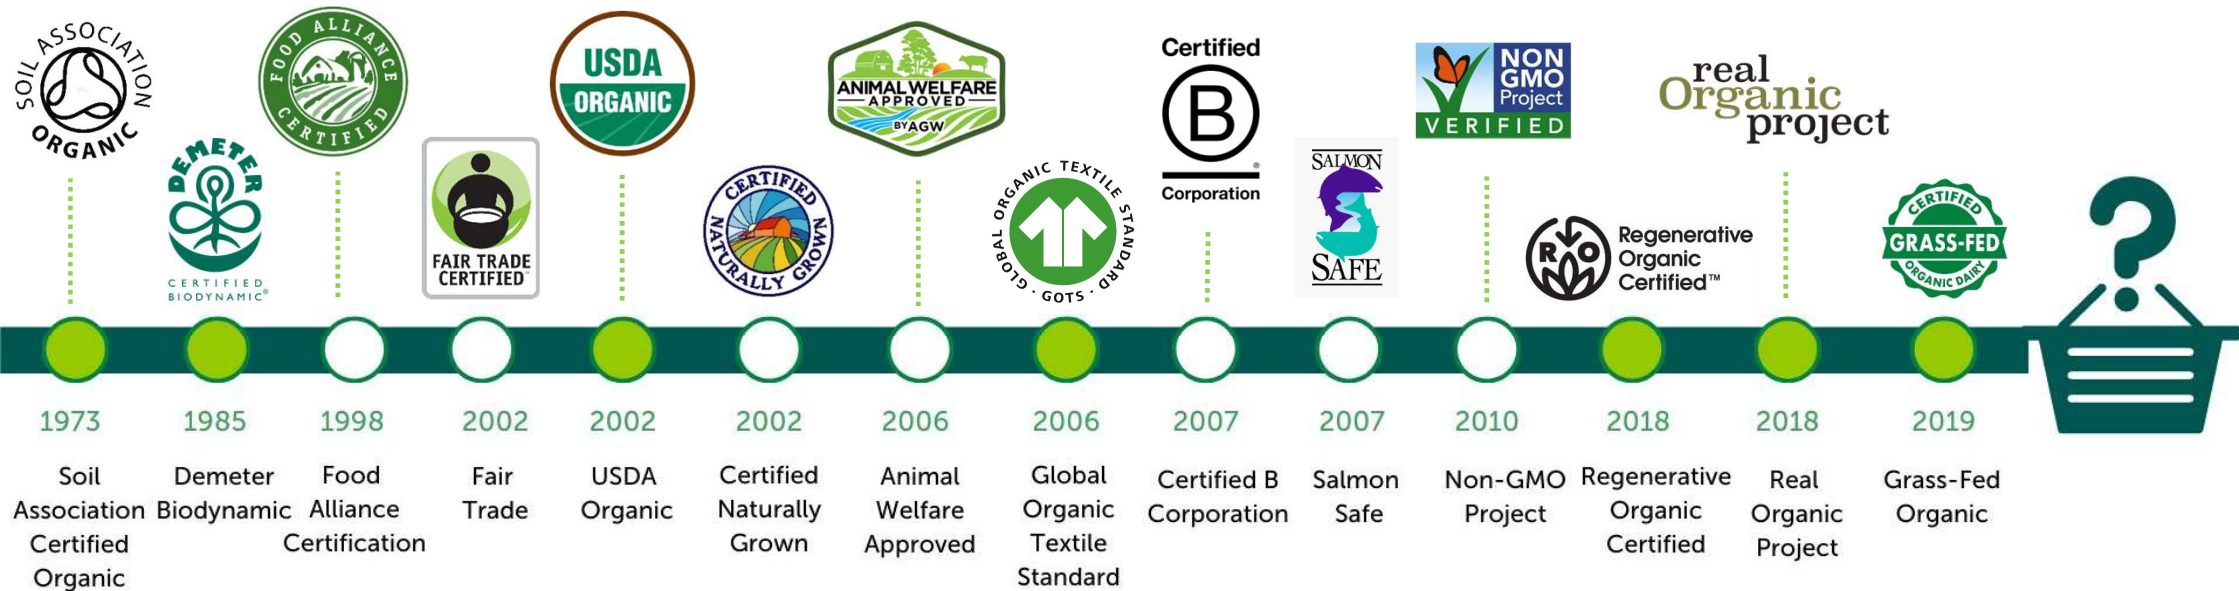 SOIL ASSOCIATION
ORGANIC
DEMETER
CERTIFIED
BIODYNAMIC®
FOOD ALLIANCE
CERTIFIED
FAIR TRADE
CERTIFIED
USDA
ORGANIC
CERTIFIED
NATURALLY GROWN
ANIMAL WELFARE
APPROVED
BY AGW
GLOBAL ORGANIC TEXTILE STANDARD
· GOTS ·
Certified
B
®
Corporation
SALMON
SAFE
NON
GMO
Project
VERIFIED
R O
Regenerative
Organic
Certified™
real
Organic
project
CERTIFIED
GRASS-FED
ORGANIC DAIRY
?
1973
Soil
Association
Certified
Organic
1985
Demeter
Biodynamic
1998
Food
Alliance
Certification
2002
Fair
Trade
2002
USDA
Organic
2002
Certified
Naturally
Grown
2006
Animal
Welfare
Approved
2006
Global
Organic
Textile
Standard
2007
Certified B
Corporation
2007
Salmon
Safe
2010
Non-GMO
Project
2018
Regenerative
Organic
Certified
2018
Real
Organic
Project
2019
Grass-Fed
Organic